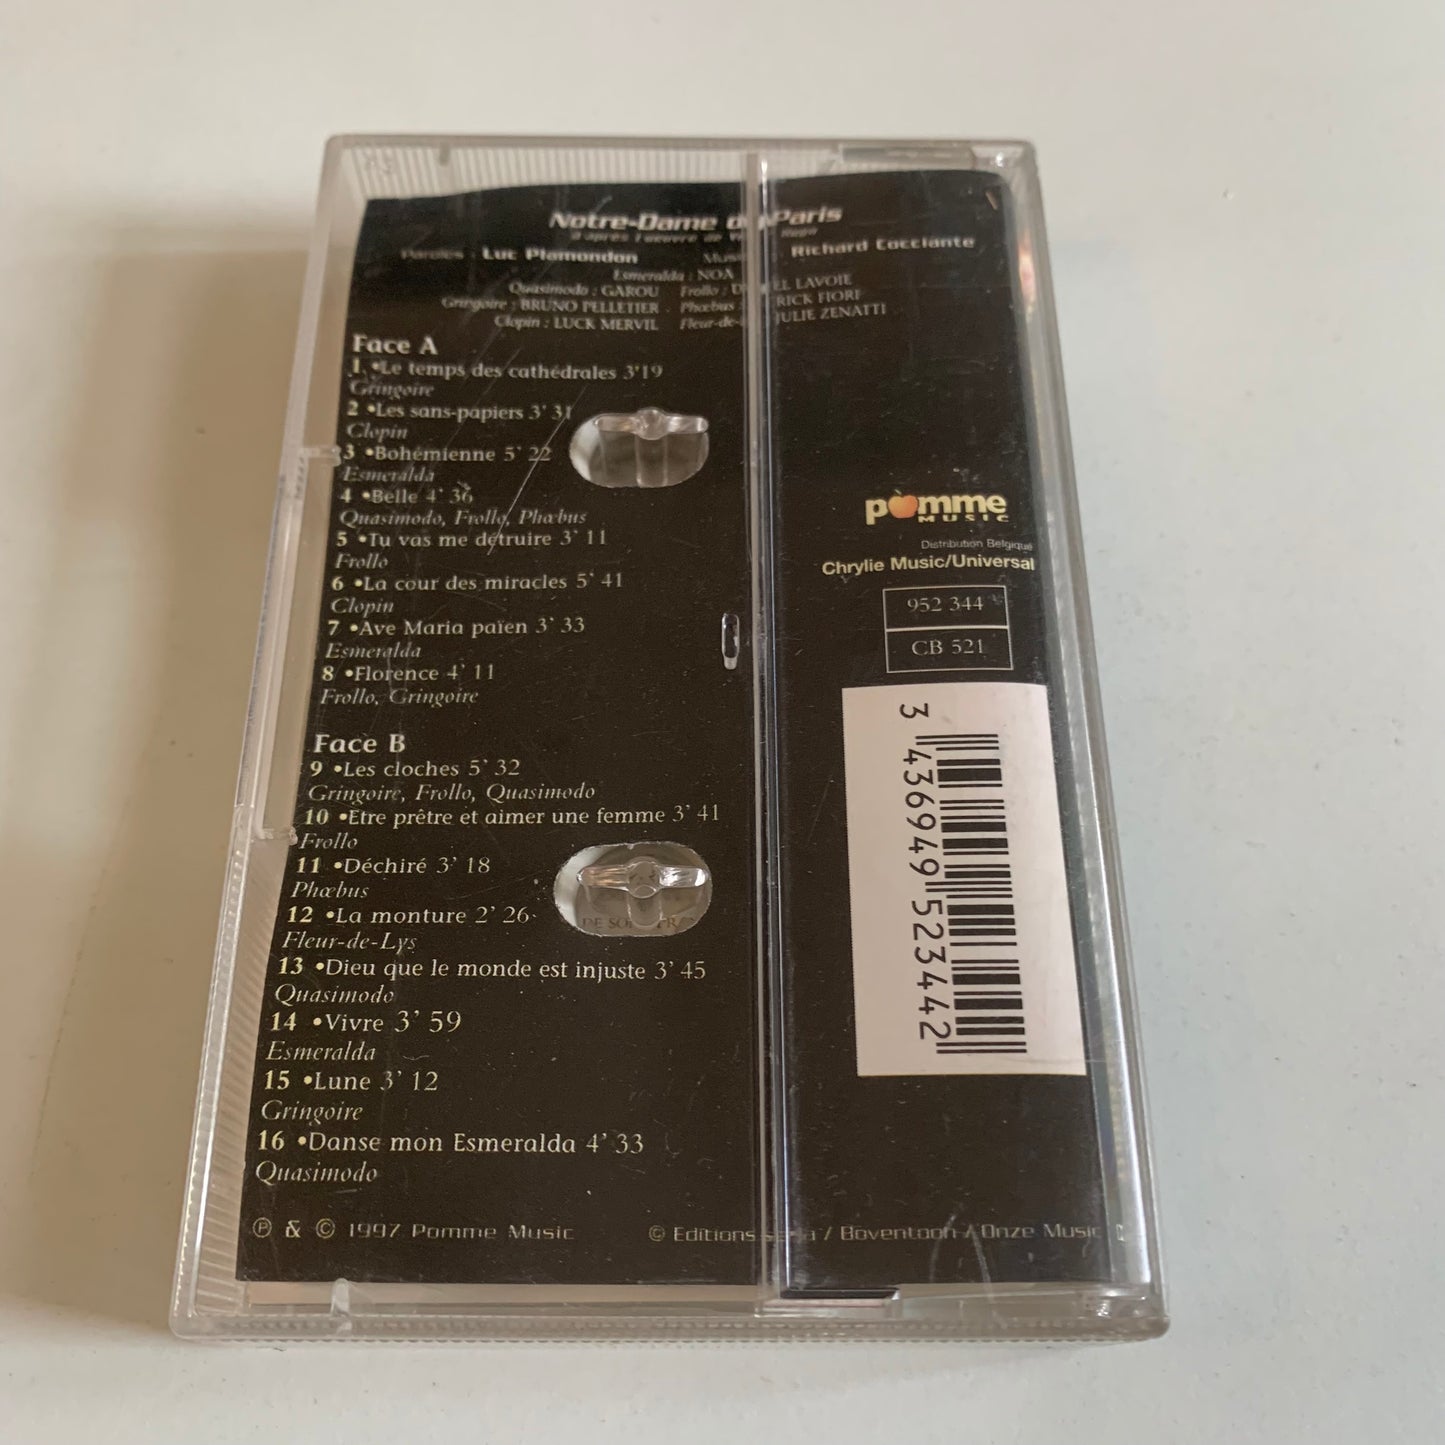 Notre-Dame de Paris
d'après l'oeuvre de Hugo
Paroles : Luc Plamondon
Richard Cocciante
Esmeralda : NOA
Quasimodo : GAROU Frollo : LAVOIE
Gringoire : BRUNO PELLETIER Phœbus FIORI
Clopin : LUCK MERVIL JULIE ZENATTI
Face A
1 •Le temps des cathédrales 3'19
Gringoire
2 •Les sans-papiers 3' 31
Clopin
3 •Bohémienne 5' 22
Esmeralda
4 •Belle 4' 36
Quasimodo, Frollo, Phœbus
5 •Tu vas me détruire 3' 11
Frollo
6 •La cour des miracles 5' 41
Clopin
7 •Ave Maria païen 3' 33
Esmeralda
8 •Florence 4' 11
Frollo, Gringoire
Face B
9 •Les cloches 5' 32
Gringoire, Frollo, Quasimodo
10 •Etre prêtre et aimer une femme 3' 41
Frollo
11 •Déchiré 3' 18
Phœbus
12 •La monture 2' 26
Fleur-de-Lys
13 •Dieu que le monde est injuste 3' 45
Quasimodo
14 •Vivre 3' 59
Esmeralda
15 •Lune 3' 12
Gringoire
16 •Danse mon Esmeralda 4' 33
Quasimodo
℗ & © 1997 Pomme Music
© Editions / Boventoon / Onze Music
pomme
MUSIC
Distribution Belgique
Chrylie Music/Universal
952 344
CB 521
3 436949 523442